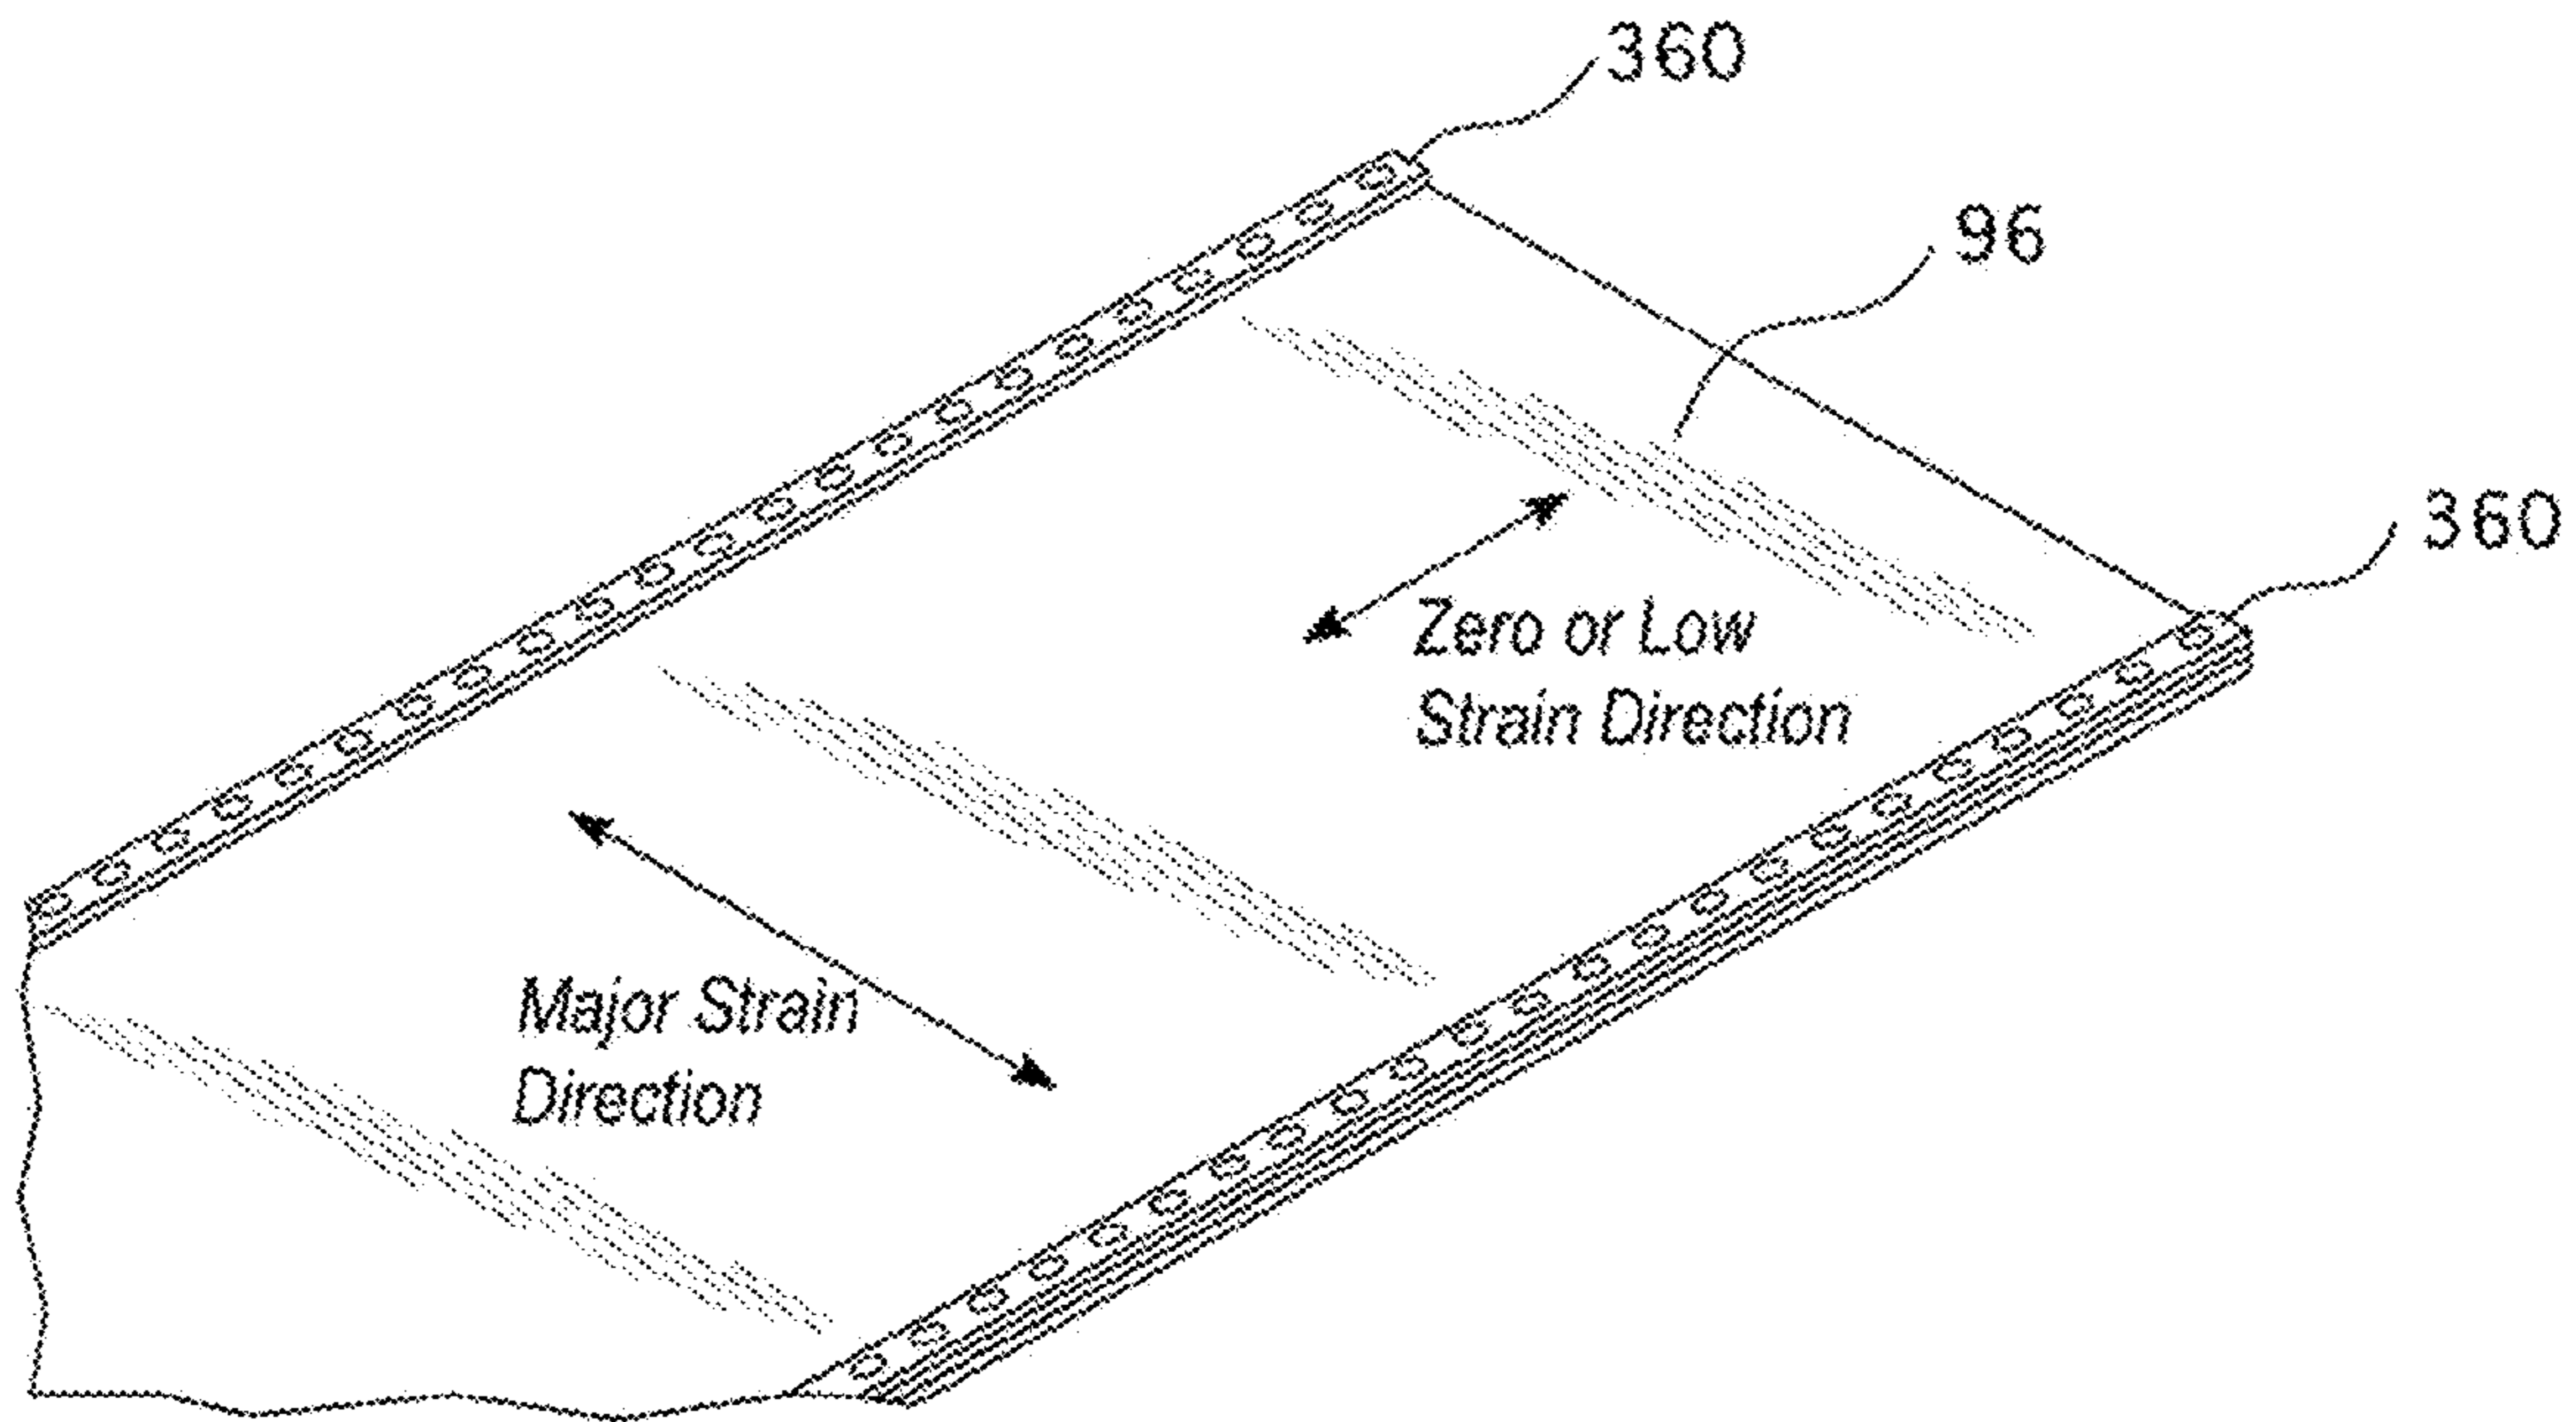 360
96
360
Zero or Low
Strain Direction
Major Strain
Direction